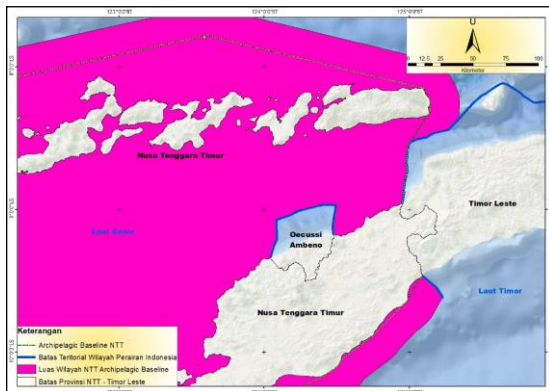 123°0'0"BT
124°0'0"BT
125°0'0"BT
U
0 12.5 25 50 75 100
Kilometer
Nusa Tenggara Timur
Timor Leste
Oecussi
Ambeno
Laut Sawu
Nusa Tenggara Timur
Laut Timor
Keterangan
Archipelagic Baseline NTT
Batas Teritorial Wilayah Perairan Indonesia
Luas Wilayah NTT Archipelagic Baseline
Batas Provinsi NTT - Timor Leste